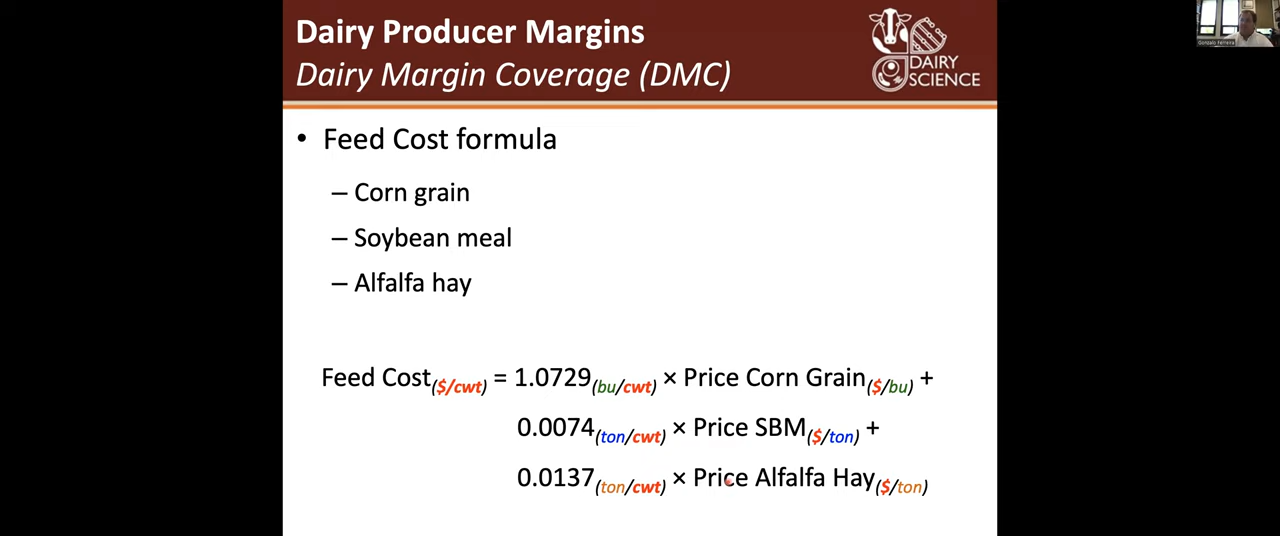 Dairy Producer Margins
Dairy Margin Coverage (DMC)
DAIRY
SCIENCE
Gonzalo Ferreira
• Feed Cost formula
– Corn grain
– Soybean meal
– Alfalfa hay
Feed Cost($/cwt) = 1.0729(bu/cwt) × Price Corn Grain($/bu) +
0.0074(ton/cwt) × Price SBM($/ton) +
0.0137(ton/cwt) × Price Alfalfa Hay($/ton)